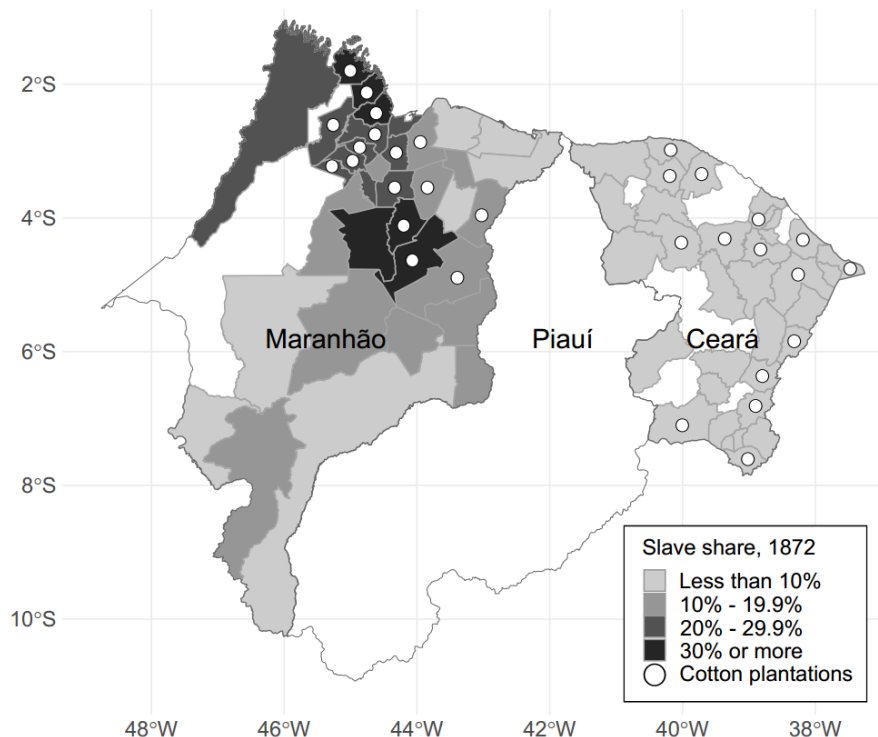 2°S
4°S
6°S
8°S
10°S
Maranhão
Piauí
Ceará
Slave share, 1872
Less than 10%
10% - 19.9%
20% - 29.9%
30% or more
Cotton plantations
48°W
46°W
44°W
42°W
40°W
38°W